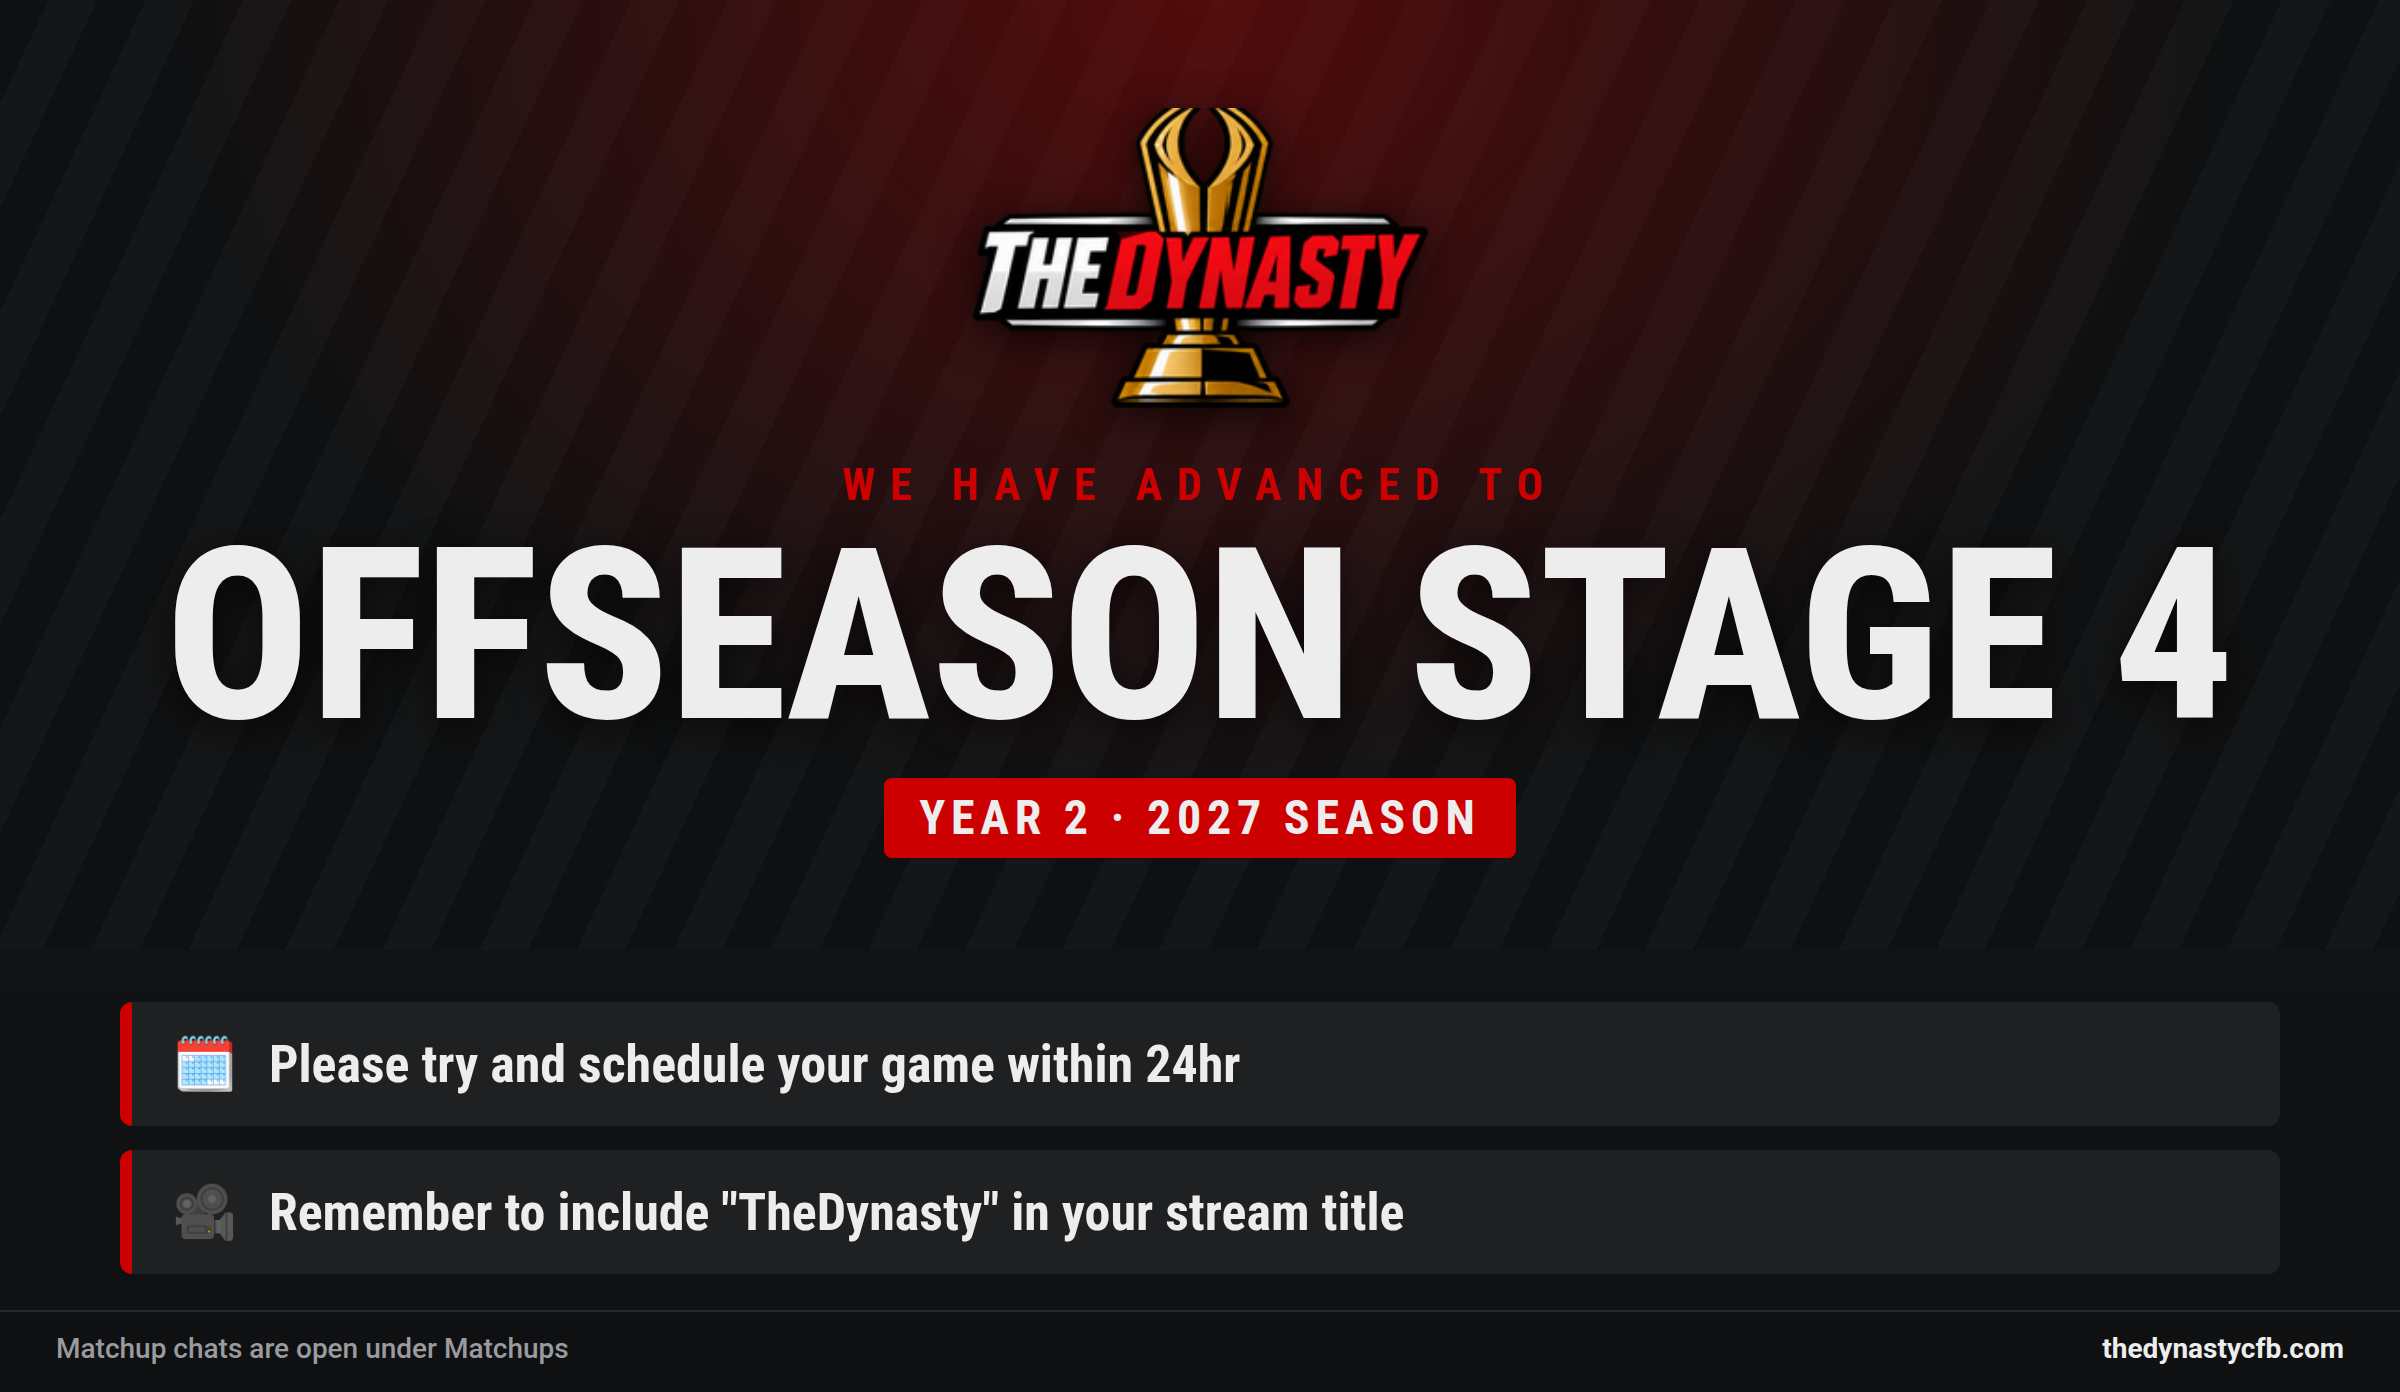 THEDYNASTY
WE HAVE ADVANCED TO
OFFSEASON STAGE 4
YEAR 2 · 2027 SEASON
Please try and schedule your game within 24hr
Remember to include "TheDynasty" in your stream title
Matchup chats are open under Matchups
thedynastycfb.com